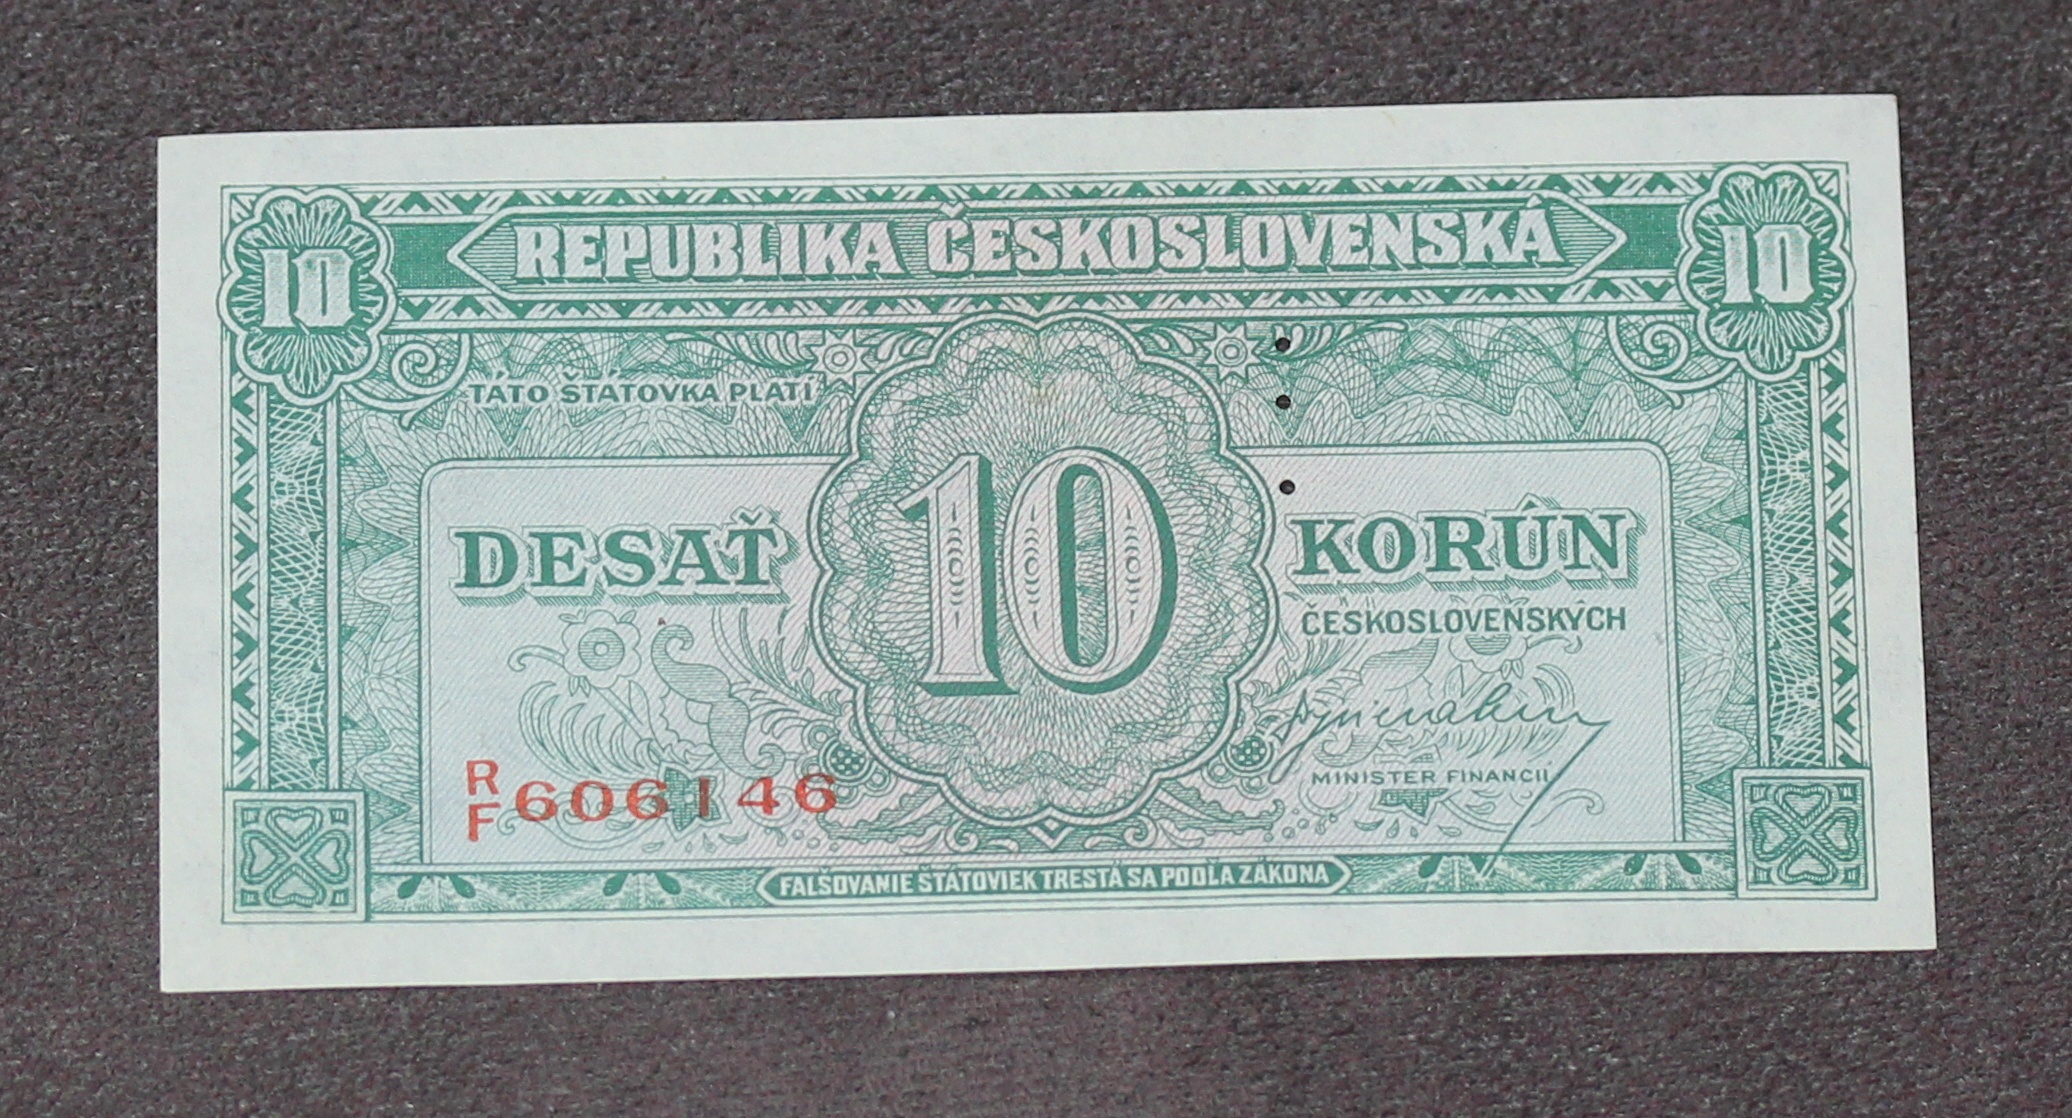 10 REPUBLIKA ČESKOSLOVENSKÁ 10
TÁTO ŠTÁTOVKA PLATÍ
DESAŤ 10 KORÚN
ČESKOSLOVENSKÝCH
MINISTER FINANCIÍ
R/F 606146
FALŠOVANIE ŠTÁTOVIEK TRESTÁ SA PODĽA ZÁKONA